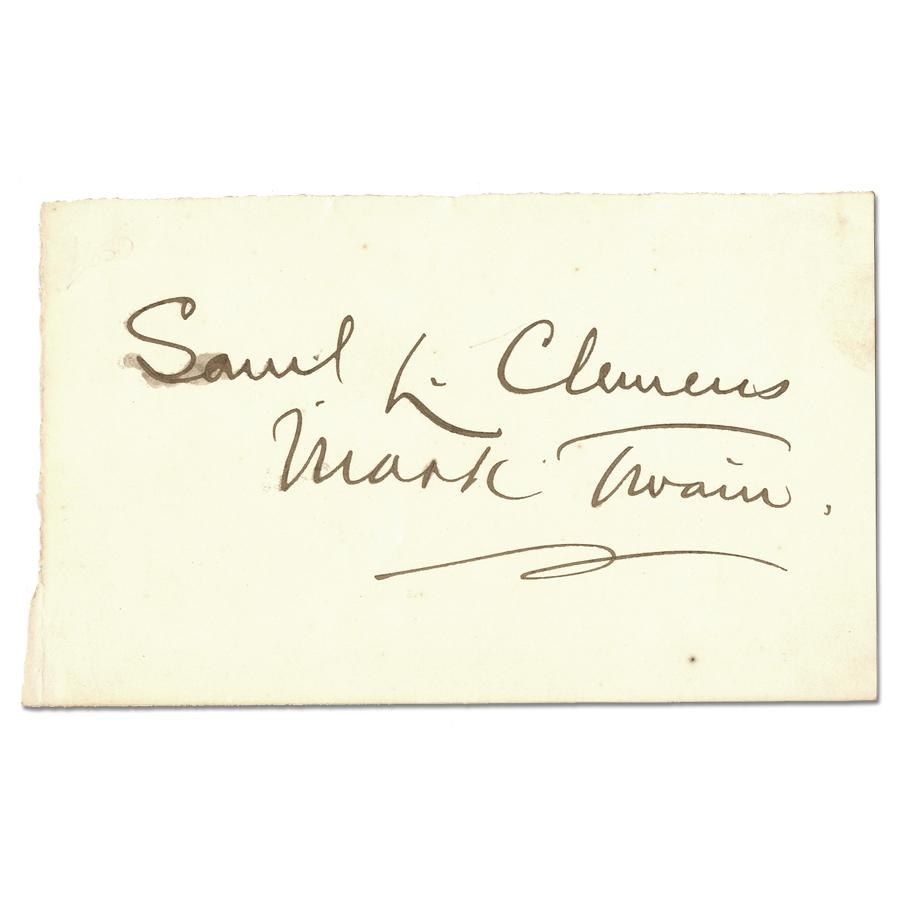 Saml L. Clemens
Mark Twain.